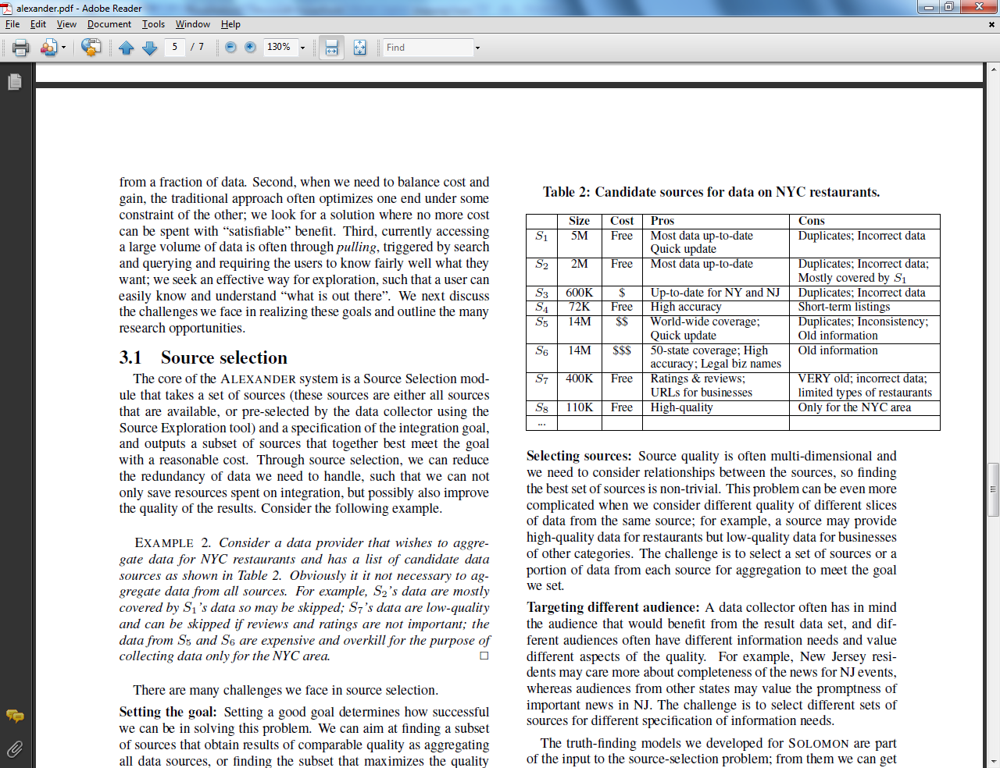 alexander.pdf - Adobe Reader
File Edit View Document Tools Window Help
5 / 7 130% Find
from a fraction of data. Second, when we need to balance cost and
gain, the traditional approach often optimizes one end under some
constraint of the other; we look for a solution where no more cost
can be spent with “satisfiable” benefit. Third, currently accessing
a large volume of data is often through pulling, triggered by search
and querying and requiring the users to know fairly well what they
want; we seek an effective way for exploration, such that a user can
easily know and understand “what is out there”. We next discuss
the challenges we face in realizing these goals and outline the many
research opportunities.
3.1 Source selection
The core of the ALEXANDER system is a Source Selection mod-
ule that takes a set of sources (these sources are either all sources
that are available, or pre-selected by the data collector using the
Source Exploration tool) and a specification of the integration goal,
and outputs a subset of sources that together best meet the goal
with a reasonable cost. Through source selection, we can reduce
the redundancy of data we need to handle, such that we can not
only save resources spent on integration, but possibly also improve
the quality of the results. Consider the following example.
EXAMPLE 2. Consider a data provider that wishes to aggre-
gate data for NYC restaurants and has a list of candidate data
sources as shown in Table 2. Obviously it it not necessary to ag-
gregate data from all sources. For example, S2’s data are mostly
covered by S1’s data so may be skipped; S7’s data are low-quality
and can be skipped if reviews and ratings are not important; the
data from S5 and S6 are expensive and overkill for the purpose of
collecting data only for the NYC area. □
There are many challenges we face in source selection.
Setting the goal: Setting a good goal determines how successful
we can be in solving this problem. We can aim at finding a subset
of sources that obtain results of comparable quality as aggregating
all data sources, or finding the subset that maximizes the quality
Table 2: Candidate sources for data on NYC restaurants.
Size Cost Pros Cons
S1 5M Free Most data up-to-date Duplicates; Incorrect data
Quick update
S2 2M Free Most data up-to-date Duplicates; Incorrect data;
Mostly covered by S1
S3 600K $ Up-to-date for NY and NJ Duplicates; Incorrect data
S4 72K Free High accuracy Short-term listings
S5 14M $$ World-wide coverage; Duplicates; Inconsistency;
Quick update Old information
S6 14M $$$ 50-state coverage; High Old information
accuracy; Legal biz names
S7 400K Free Ratings & reviews; VERY old; incorrect data;
URLs for businesses limited types of restaurants
S8 110K Free High-quality Only for the NYC area
...
Selecting sources: Source quality is often multi-dimensional and
we need to consider relationships between the sources, so finding
the best set of sources is non-trivial. This problem can be even more
complicated when we consider different quality of different slices
of data from the same source; for example, a source may provide
high-quality data for restaurants but low-quality data for businesses
of other categories. The challenge is to select a set of sources or a
portion of data from each source for aggregation to meet the goal
we set.
Targeting different audience: A data collector often has in mind
the audience that would benefit from the result data set, and dif-
ferent audiences often have different information needs and value
different aspects of the quality. For example, New Jersey resi-
dents may care more about completeness of the news for NJ events,
whereas audiences from other states may value the promptness of
important news in NJ. The challenge is to select different sets of
sources for different specification of information needs.
The truth-finding models we developed for SOLOMON are part
of the input to the source-selection problem; from them we can get